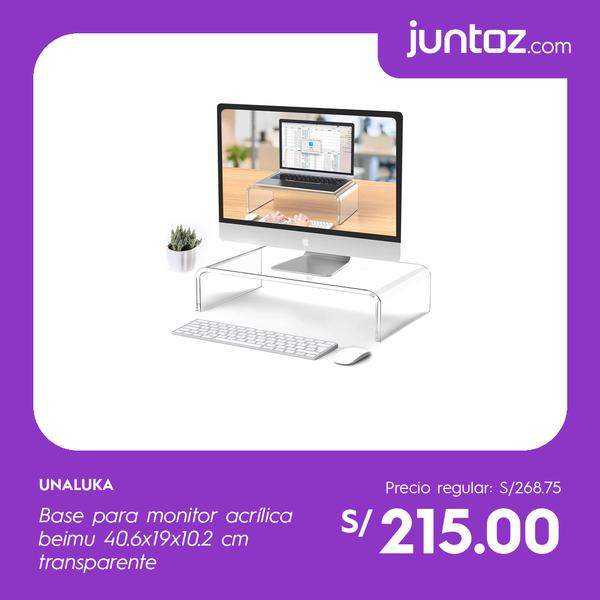 juntoz.com
UNALUKA
Base para monitor acrílica
beimu 40.6x19x10.2 cm
transparente
Precio regular: S/268.75
S/215.00